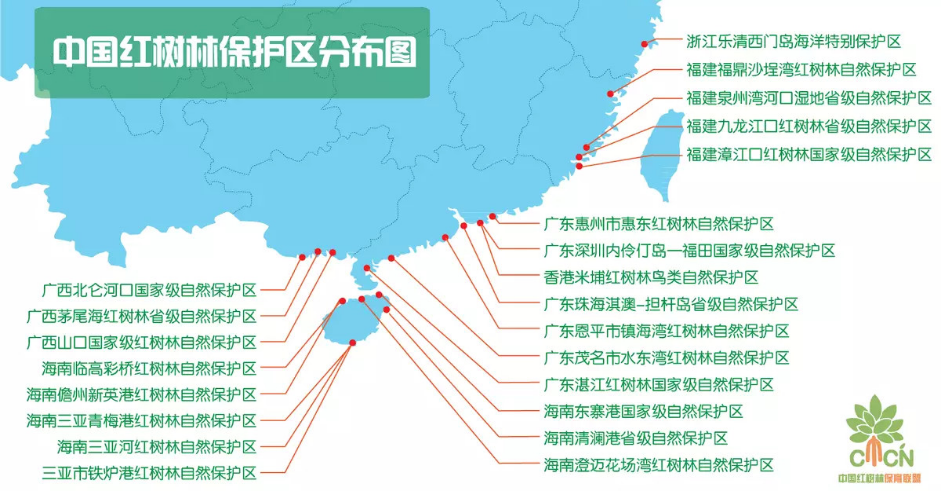 中国红树林保护区分布图
浙江乐清西门岛海洋特别保护区
福建福鼎沙埕湾红树林自然保护区
福建泉州湾河口湿地省级自然保护区
福建九龙江口红树林省级自然保护区
福建漳江口红树林国家级自然保护区
广东惠州市惠东红树林自然保护区
广东深圳内伶仃岛—福田国家级自然保护区
香港米埔红树林鸟类自然保护区
广东珠海淇澳-担杆岛省级自然保护区
广东恩平市镇海湾红树林自然保护区
广东茂名市水东湾红树林自然保护区
广东湛江红树林国家级自然保护区
海南东寨港国家级自然保护区
海南清澜港省级自然保护区
海南澄迈花场湾红树林自然保护区
广西北仑河口国家级自然保护区
广西茅尾海红树林省级自然保护区
广西山口国家级红树林自然保护区
海南临高彩桥红树林自然保护区
海南儋州新英港红树林自然保护区
海南三亚青梅港红树林自然保护区
海南三亚河红树林自然保护区
三亚市铁炉港红树林自然保护区
CMCN
中国红树林保育联盟